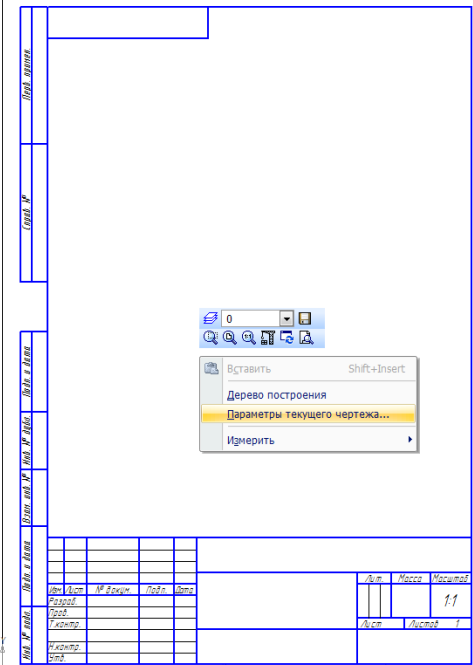 Перв. примен.
Справ. №
0
Вставить Shift+Insert
Дерево построения
Параметры текущего чертежа...
Измерить
Подп. и дата
Инв. № дубл.
Взам. инв. №
Подп. и дата
Инв. № подл.
Изм. Лист № докум. Подп. Дата
Разраб.
Пров.
Т.контр.
Н.контр.
Утв.
Лит. Масса Масштаб
1:1
Лист Листов 1
Y